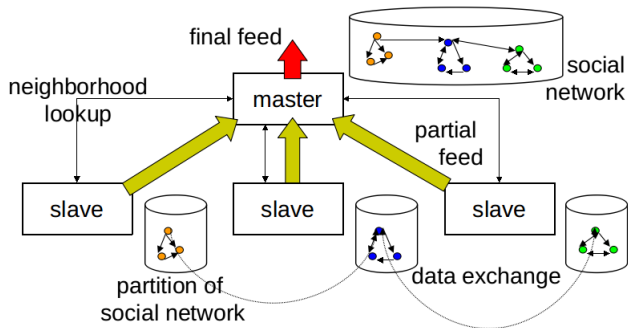 final feed
social
network
neighborhood
lookup
master
partial
feed
slave
slave
slave
partition of
social network
data exchange